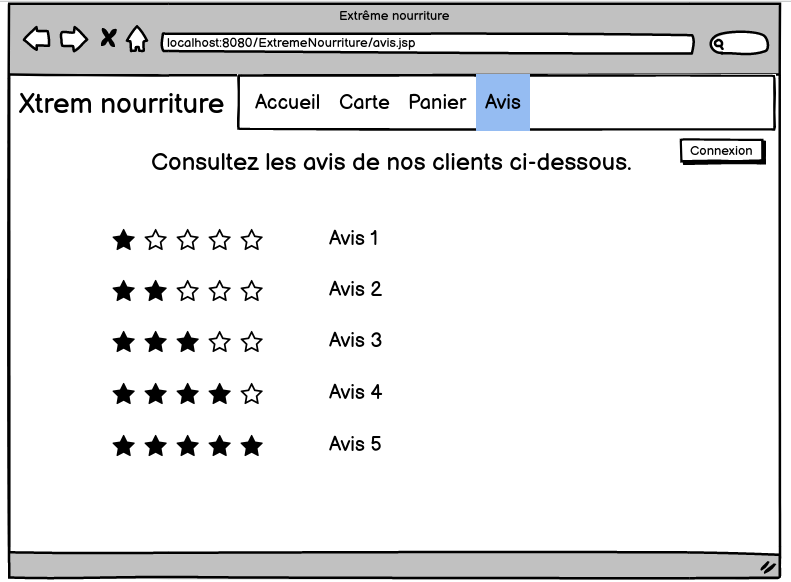 Extrême nourriture
localhost:8080/ExtremeNourriture/avis.jsp
Xtrem nourriture
Accueil Carte Panier Avis
Connexion
Consultez les avis de nos clients ci-dessous.
Avis 1
Avis 2
Avis 3
Avis 4
Avis 5